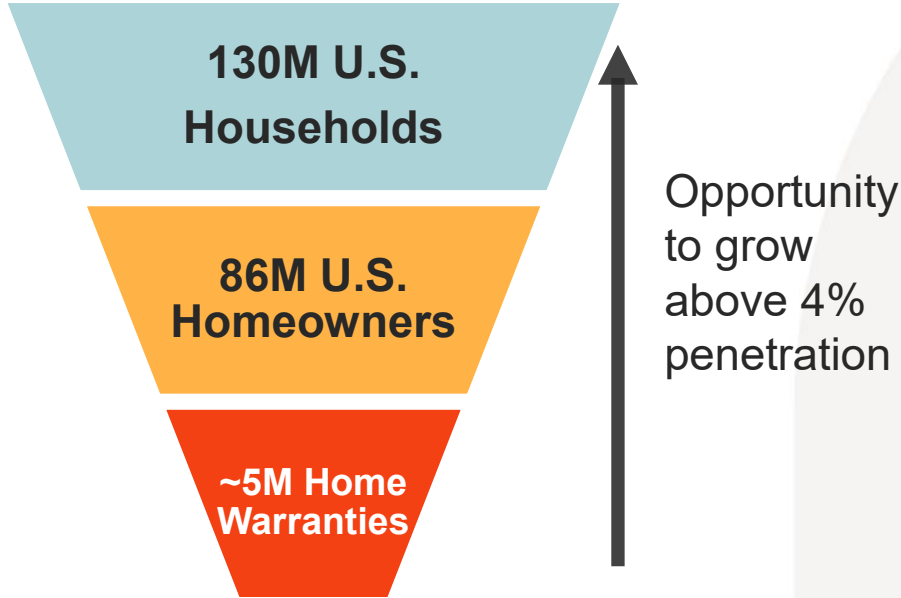 130M U.S.
Households
86M U.S.
Homeowners
~5M Home
Warranties
Opportunity
to grow
above 4%
penetration